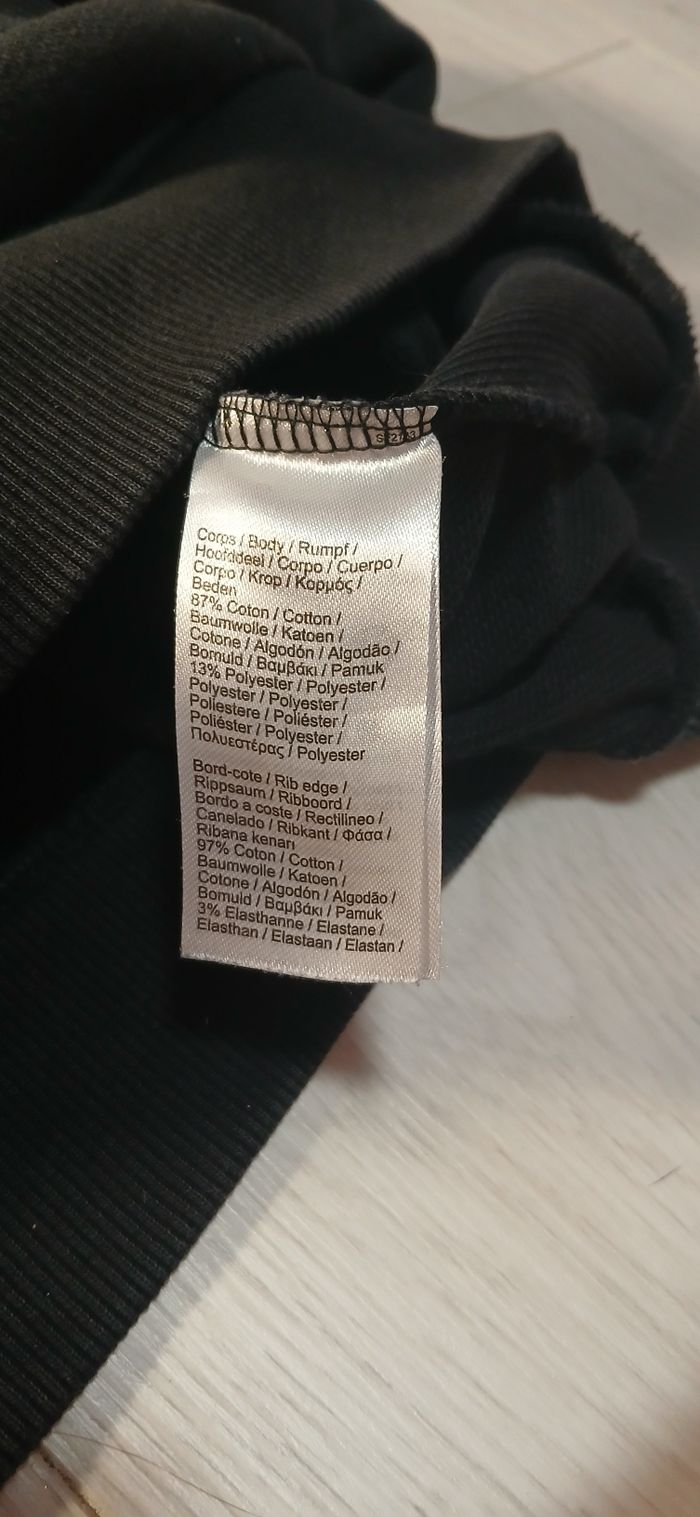 Corps / Body / Rumpf /
Hoofddeel / Corpo / Cuerpo /
Corpo / Krop / Κορμός /
Beden
87% Coton / Cotton /
Baumwolle / Katoen /
Cotone / Algodón / Algodão /
Bomuld / Βαμβάκι / Pamuk
13% Polyester / Polyester /
Polyester / Polyester /
Poliestere / Poliéster /
Poliéster / Polyester /
Πολυεστέρας / Polyester
Bord-cote / Rib edge /
Rippsaum / Ribboord /
Bordo a coste / Rectilineo /
Canelado / Ribkant / Φάσα /
Ribana kenarı
97% Coton / Cotton /
Baumwolle / Katoen /
Cotone / Algodón / Algodão /
Bomuld / Βαμβάκι / Pamuk
3% Elasthanne / Elastane /
Elasthan / Elastaan / Elastan /